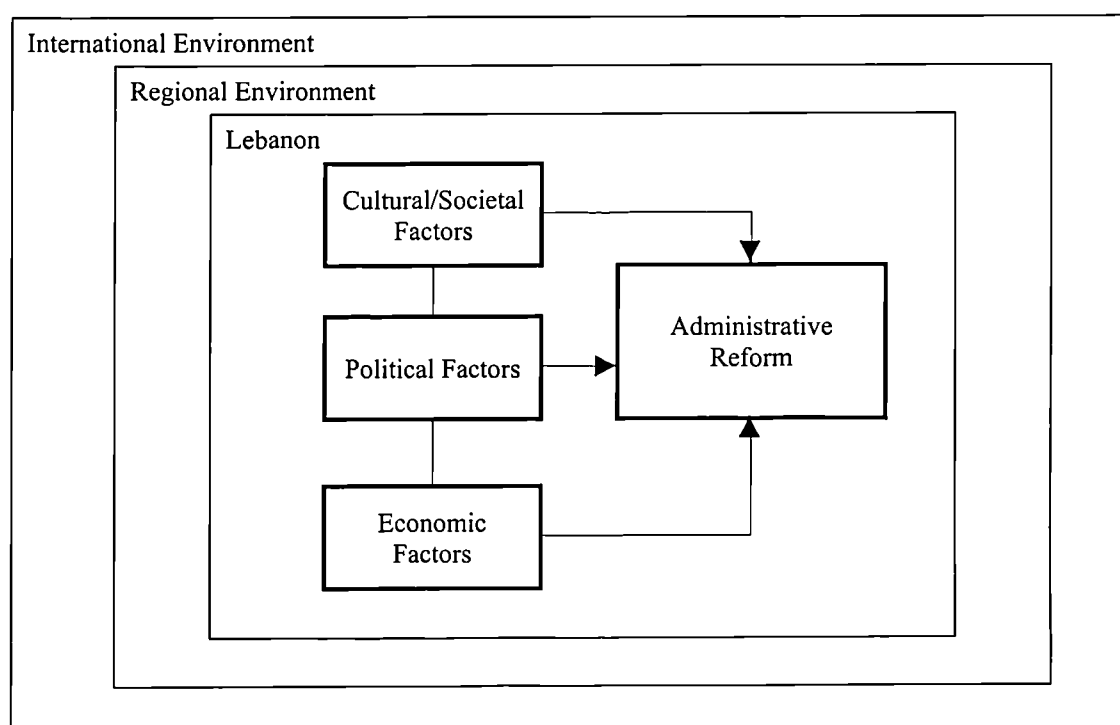 International Environment
Regional Environment
Lebanon
Cultural/Societal
Factors
Political Factors
Economic
Factors
Administrative
Reform